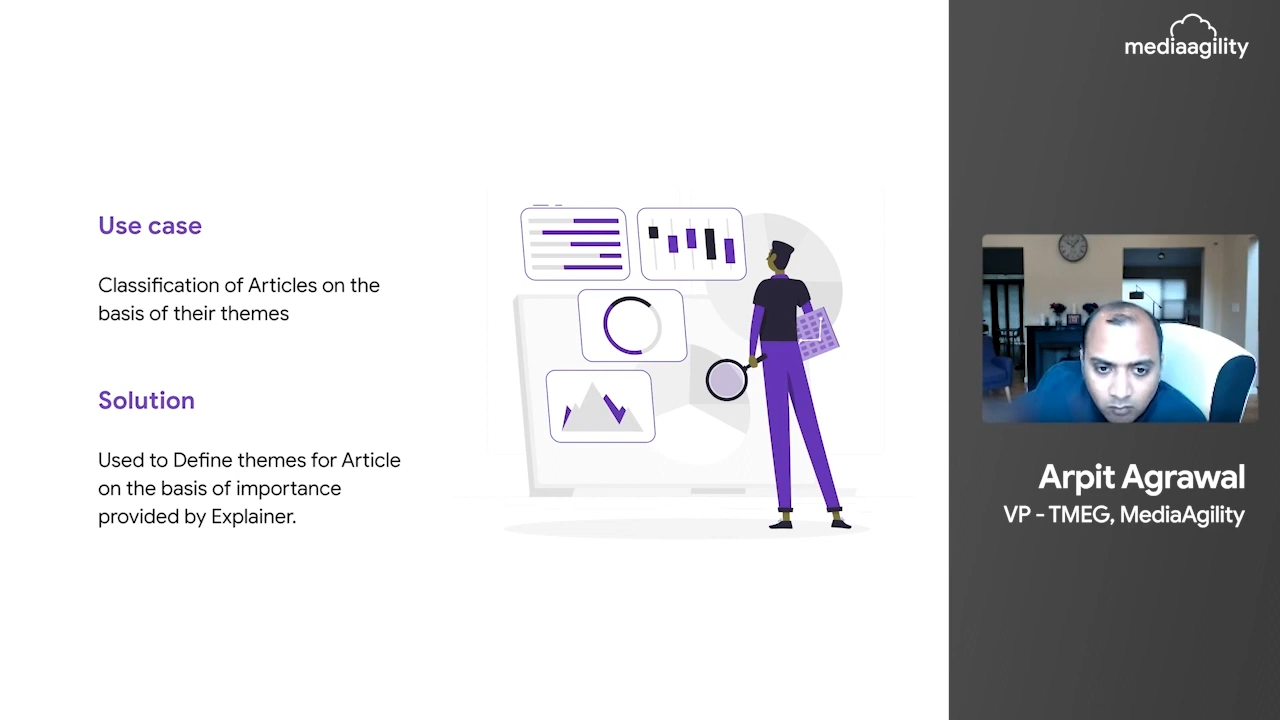 Use case
Classification of Articles on the
basis of their themes
Solution
Used to Define themes for Article
on the basis of importance
provided by Explainer.
mediaagility
Arpit Agrawal
VP - TMEG, MediaAgility